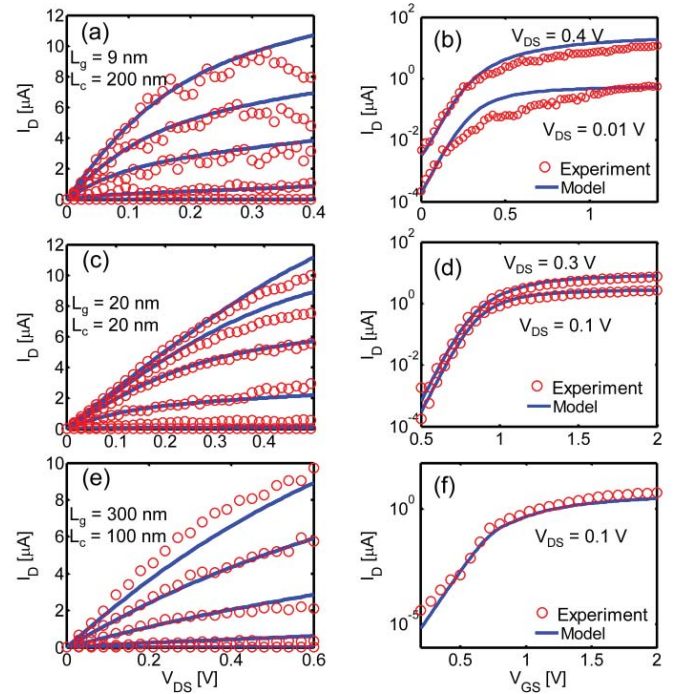 (a)
L_g = 9 nm
L_c = 200 nm
I_D [μA]
12
10
8
6
4
2
0
0 0.1 0.2 0.3 0.4
(b)
V_DS = 0.4 V
V_DS = 0.01 V
Experiment
Model
I_D [μA]
10^2
10^0
10^-2
10^-4
0 0.5 1
(c)
L_g = 20 nm
L_c = 20 nm
I_D [μA]
12
10
8
6
4
2
0
0 0.1 0.2 0.3 0.4
(d)
V_DS = 0.3 V
V_DS = 0.1 V
Experiment
Model
I_D [μA]
10^2
10^0
10^-2
10^-4
0.5 1 1.5 2
(e)
L_g = 300 nm
L_c = 100 nm
I_D [μA]
10
8
6
4
2
0
0 0.2 0.4 0.6
V_DS [V]
(f)
V_DS = 0.1 V
Experiment
Model
I_D [μA]
10^0
10^-5
0.5 1 1.5 2
V_GS [V]